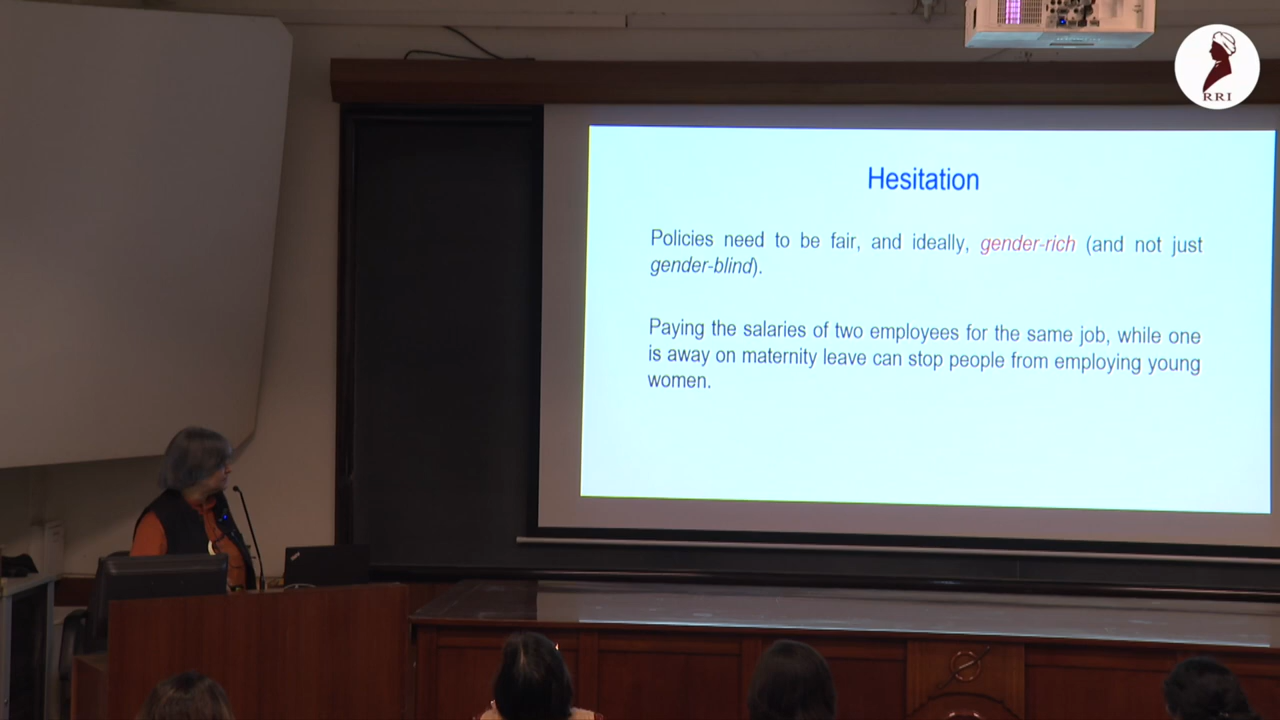 RRI
Hesitation
Policies need to be fair, and ideally, gender-rich (and not just
gender-blind).
Paying the salaries of two employees for the same job, while one
is away on maternity leave can stop people from employing young
women.